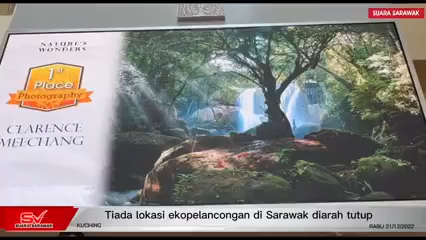 SUARA SARAWAK
NATURE'S
WONDERS
1st
Place
Photography
CLARENCE
MEECHANG
SV
SUARA SARAWAK
Tiada lokasi ekopelancongan di Sarawak diarah tutup
KUCHING
RABU 21/12/2022